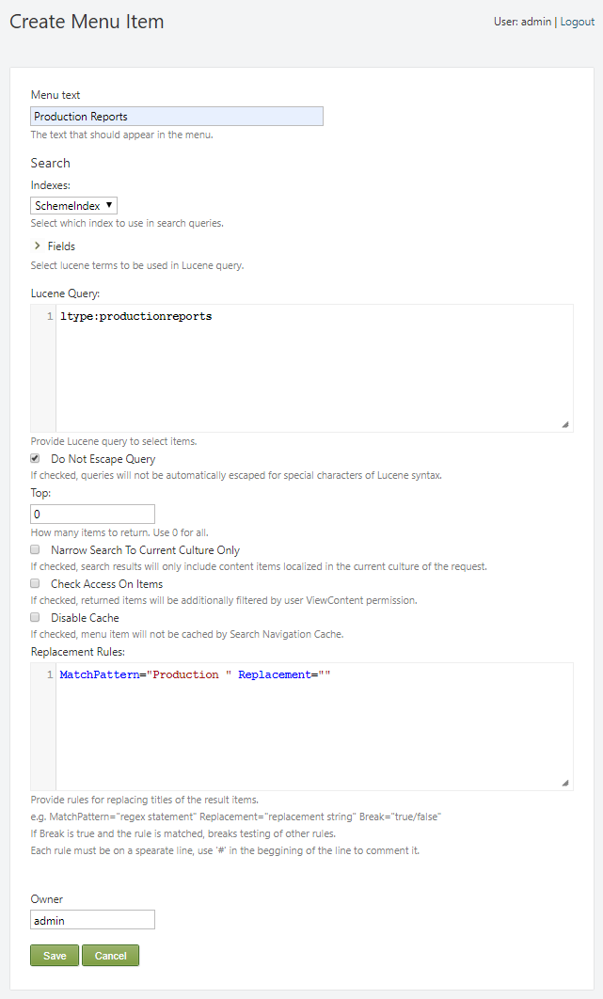 Create Menu Item
User: admin | Logout
Menu text
Production Reports
The text that should appear in the menu.
Search
Indexes:
SchemeIndex
Select which index to use in search queries.
Fields
Select lucene terms to be used in Lucene query.
Lucene Query:
1 ltype:productionreports
Provide Lucene query to select items.
Do Not Escape Query
If checked, queries will not be automatically escaped for special characters of Lucene syntax.
Top:
0
How many items to return. Use 0 for all.
Narrow Search To Current Culture Only
If checked, search results will only include content items localized in the current culture of the request.
Check Access On Items
If checked, returned items will be additionally filtered by user ViewContent permission.
Disable Cache
If checked, menu item will not be cached by Search Navigation Cache.
Replacement Rules:
1 MatchPattern="Production " Replacement=""
Provide rules for replacing titles of the result items.
e.g. MatchPattern="regex statement" Replacement="replacement string" Break="true/false"
If Break is true and the rule is matched, breaks testing of other rules.
Each rule must be on a spearate line, use '#' in the beggining of the line to comment it.
Owner
admin
Save Cancel